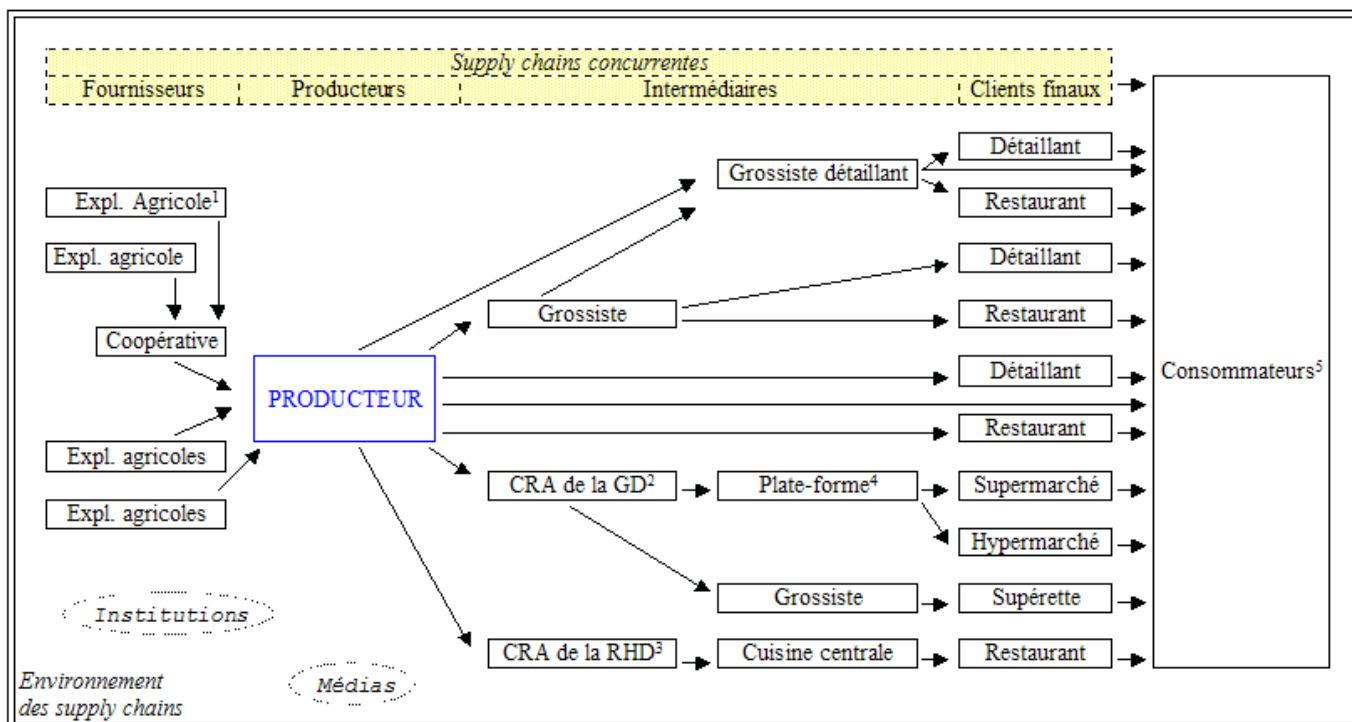 Supply chains concurrentes
Fournisseurs Producteurs Intermédiaires Clients finaux
Détaillant
Grossiste détaillant
Expl. Agricole¹
Restaurant
Expl. agricole
Détaillant
Grossiste
Restaurant
Coopérative
Détaillant
Consommateurs⁵
PRODUCTEUR
Restaurant
Expl. agricoles
CRA de la GD²
Plate-forme⁴
Supermarché
Expl. agricoles
Hypermarché
Institutions
Grossiste
Supérette
CRA de la RHD³
Cuisine centrale
Restaurant
Médias
Environnement
des supply chains